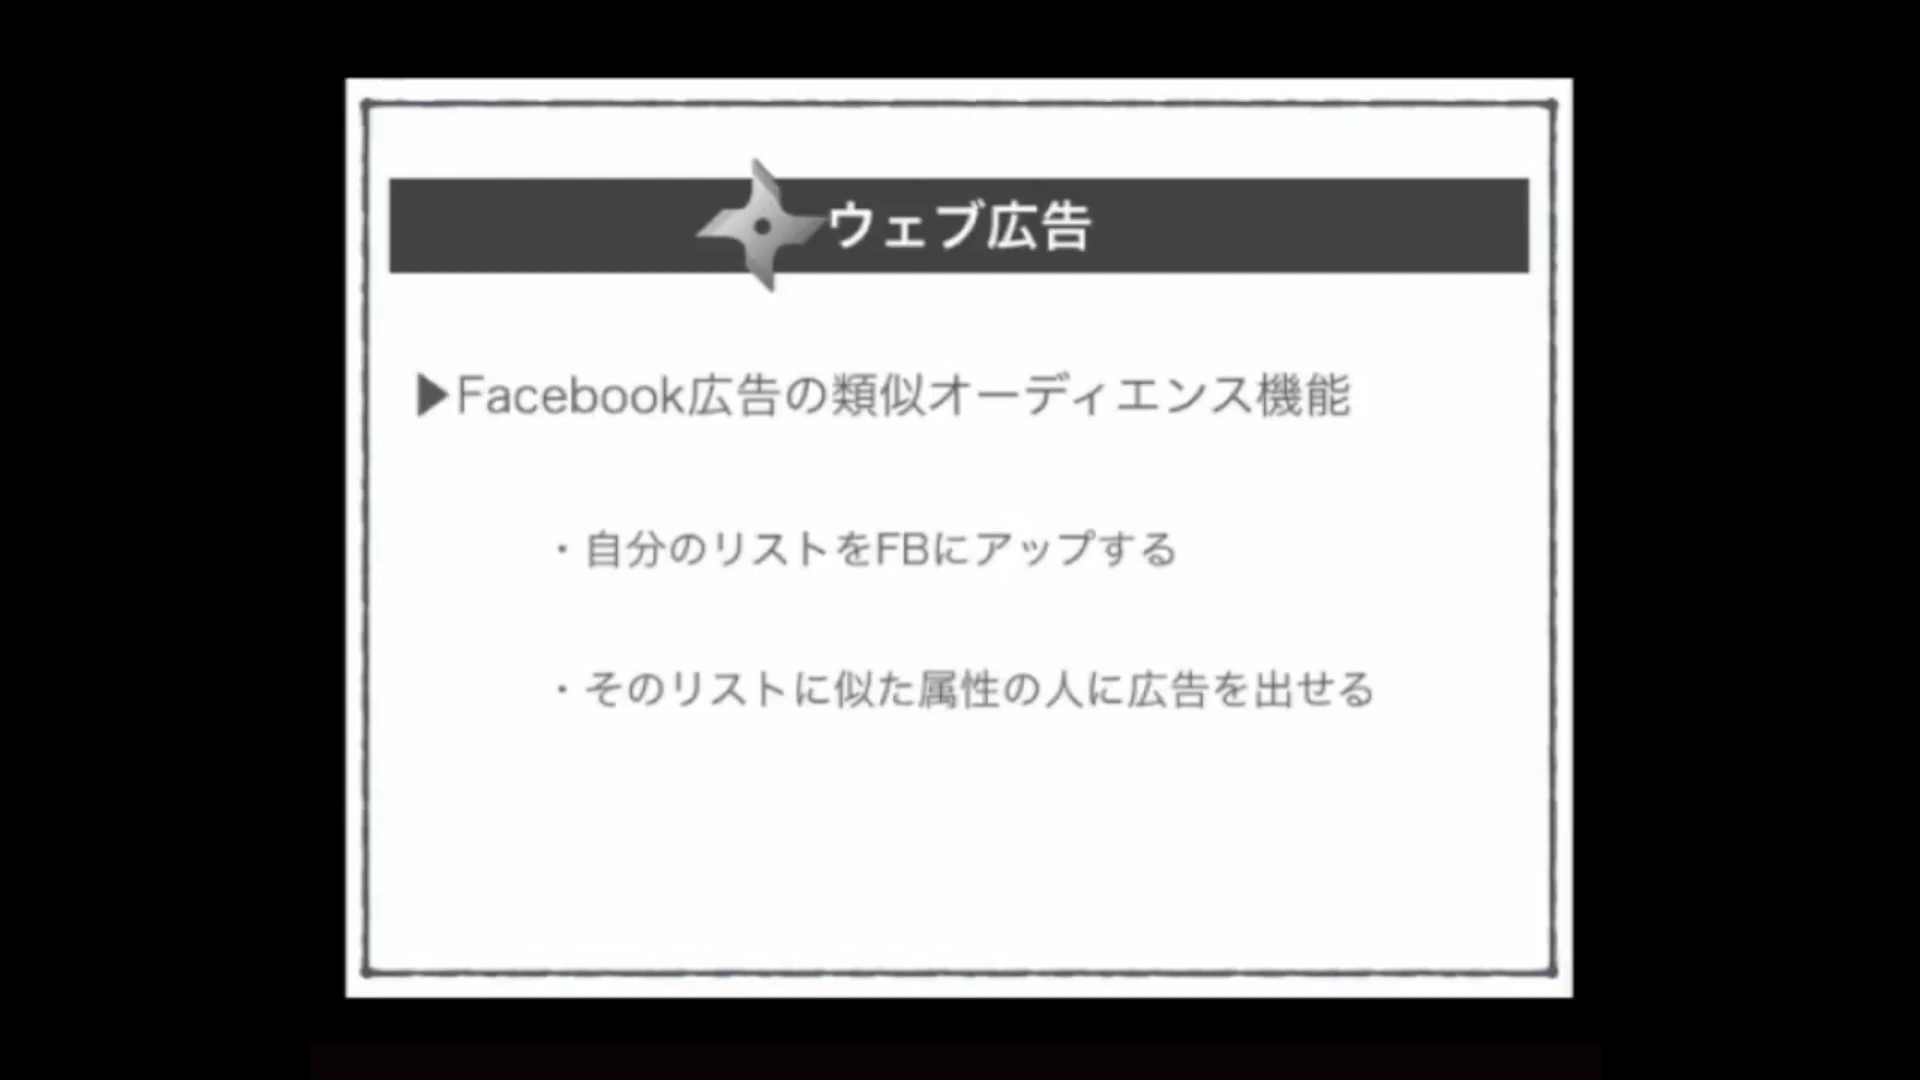 ウェブ広告
▶Facebook広告の類似オーディエンス機能
・自分のリストをFBにアップする
・そのリストに似た属性の人に広告を出せる